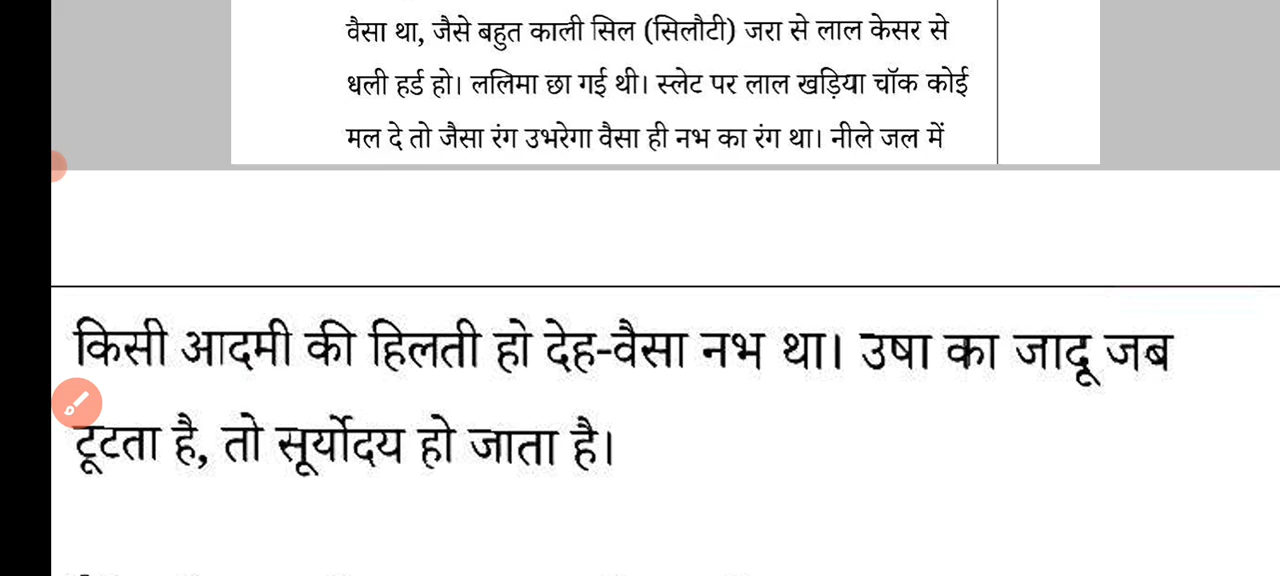 वैसा था, जैसे बहुत काली सिल (सिलौटी) जरा से लाल केसर से
धली हर्ड हो। ललिमा छा गई थी। स्लेट पर लाल खड़िया चॉक कोई
मल दे तो जैसा रंग उभरेगा वैसा ही नभ का रंग था। नीले जल में
किसी आदमी की हिलती हो देह-वैसा नभ था। उषा का जादू जब
टूटता है, तो सूर्योदय हो जाता है।